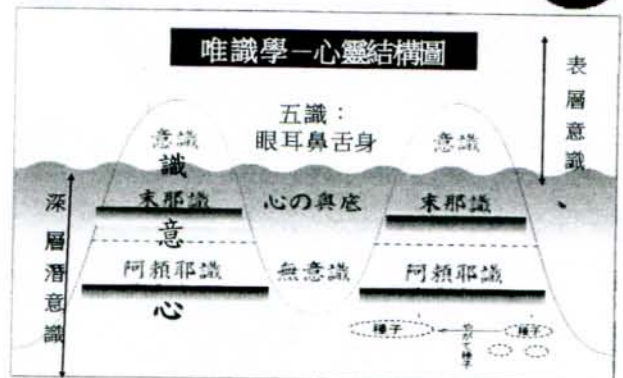 唯識學－心靈結構圖
表層意識
五識：
眼耳鼻舌身
意識
意識
識
末那識
心の奧底
末那識
意
深層潛意識
阿賴耶識
無意識
阿賴耶識
心
種子
種子